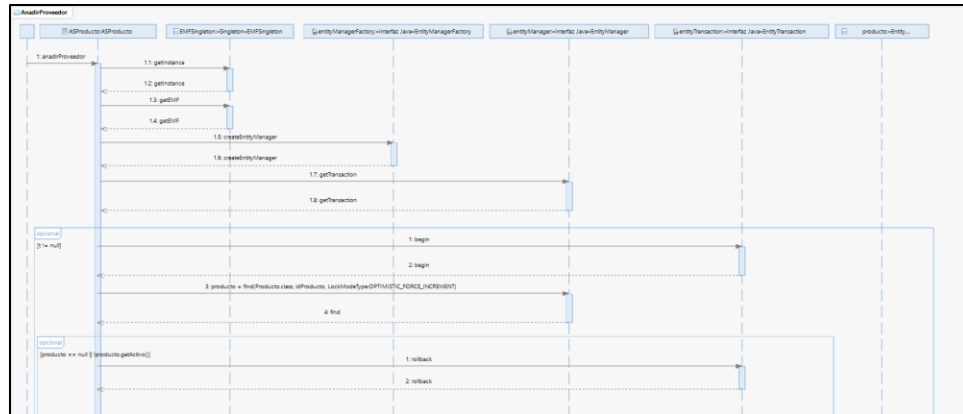 AnadirProveedor
ASProducto:ASProducto
EMFSingleton:«Singleton»EMFSingleton
entityManagerFactory:«Interfaz Java»EntityManagerFactory
entityManager:«Interfaz Java»EntityManager
entityTransaction:«Interfaz Java»EntityTransaction
producto:«Entity...
1: anadirProveedor
1.1: getInstance
1.2: getInstance
1.3: getEMF
1.4: getEMF
1.5: createEntityManager
1.6: createEntityManager
1.7: getTransaction
1.8: getTransaction
opcional
[t != null]
1: begin
2: begin
3: producto = find(Producto.class, idProducto, LockModeType.OPTIMISTIC_FORCE_INCREMENT)
4: find
opcional
[producto == null || !producto.getActivo()]
1: rollback
2: rollback